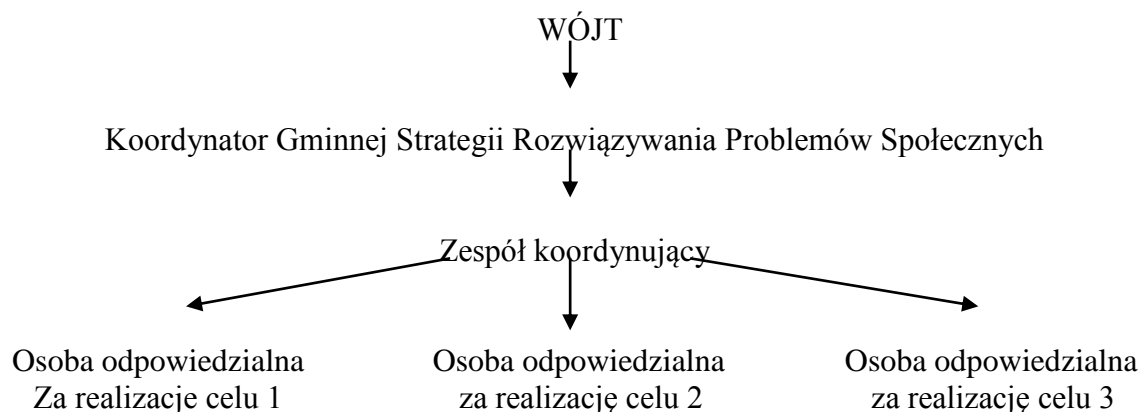 WÓJT
Koordynator Gminnej Strategii Rozwiązywania Problemów Społecznych
Zespół koordynujący
Osoba odpowiedzialna
Za realizacje celu 1
Osoba odpowiedzialna
za realizację celu 2
Osoba odpowiedzialna
za realizację celu 3